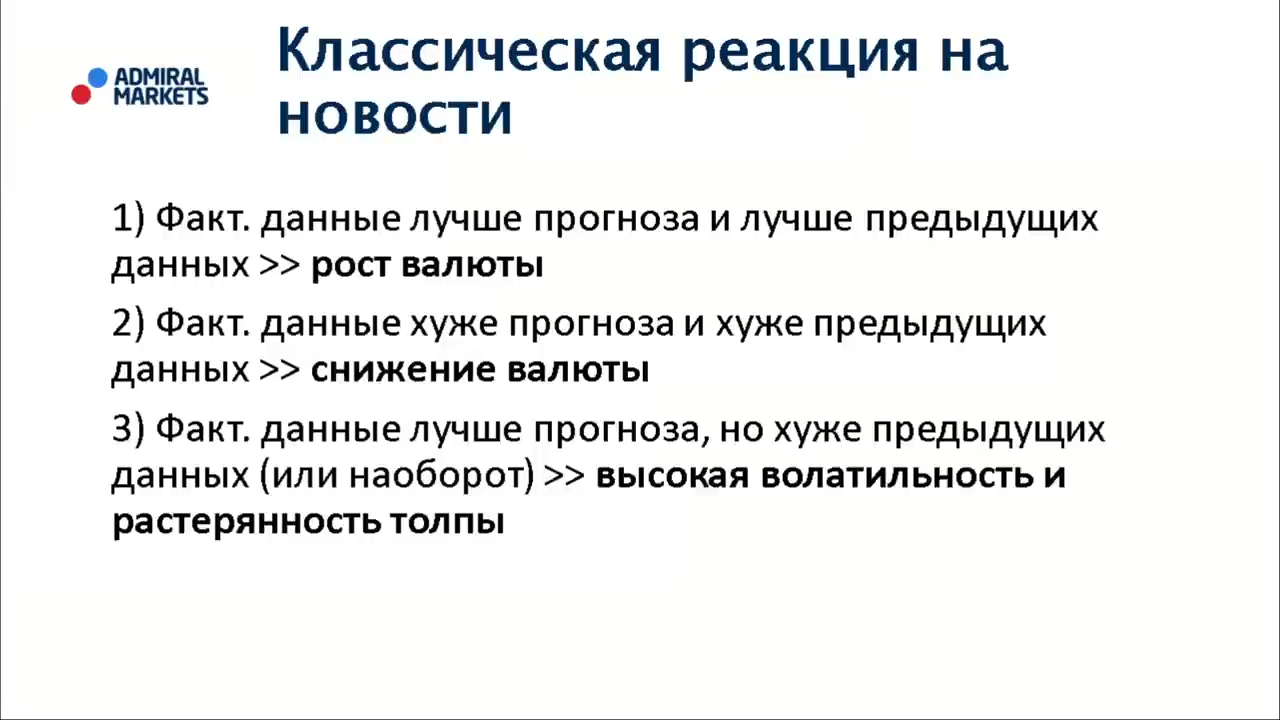 ADMIRAL
MARKETS
Классическая реакция на
новости
1) Факт. данные лучше прогноза и лучше предыдущих
данных >> рост валюты
2) Факт. данные хуже прогноза и хуже предыдущих
данных >> снижение валюты
3) Факт. данные лучше прогноза, но хуже предыдущих
данных (или наоборот) >> высокая волатильность и
растерянность толпы